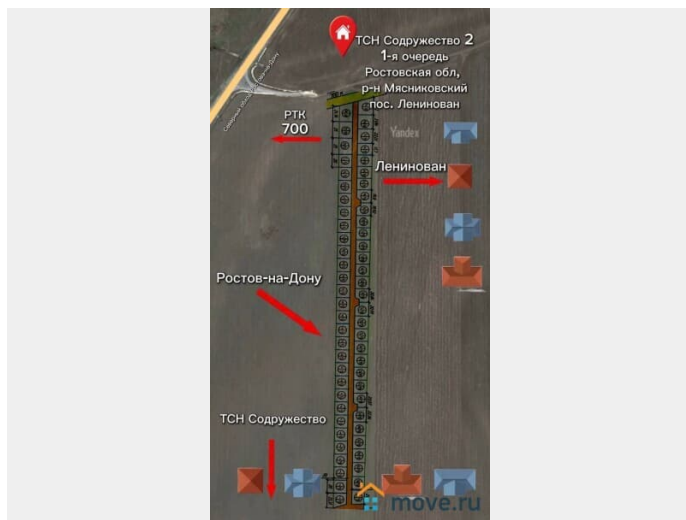 ТСН Содружество 2
1-я очередь
Ростовская обл,
р-н Мясниковский
пос. Ленинован
РТК
700
Yandex
Ленинован
Ростов-на-Дону
ТСН Содружество
move.ru